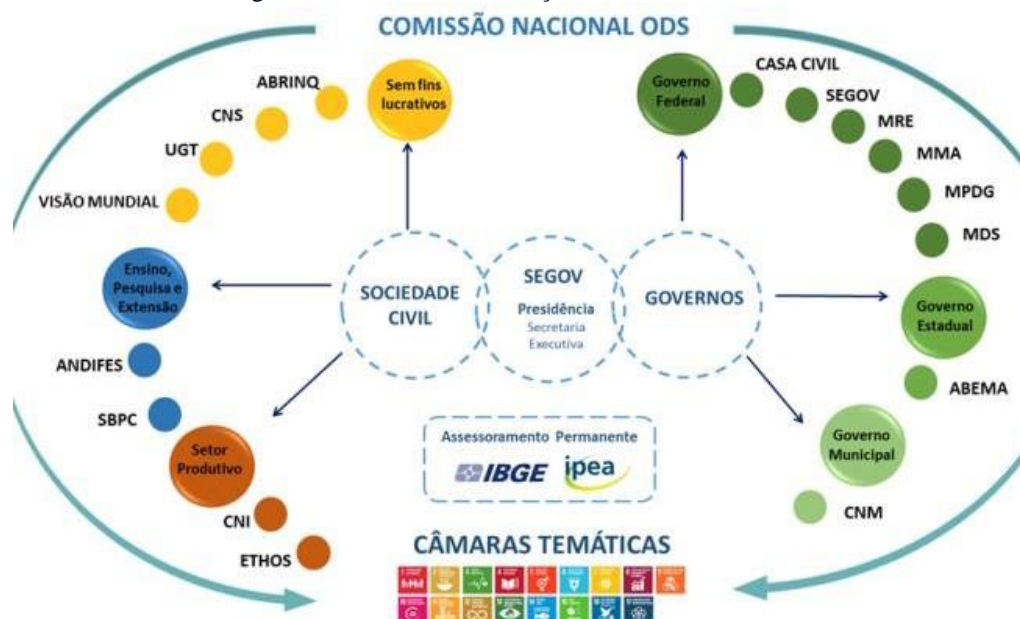 COMISSÃO NACIONAL ODS
Sem fins
lucrativos
ABRINQ
CNS
UGT
VISÃO MUNDIAL
Ensino,
Pesquisa e
Extensão
ANDIFES
SBPC
Setor
Produtivo
CNI
ETHOS
SOCIEDADE
CIVIL
SEGOV
Presidência
Secretaria
Executiva
GOVERNOS
Governo
Federal
CASA CIVIL
SEGOV
MRE
MMA
MPDG
MDS
Governo
Estadual
ABEMA
Governo
Municipal
CNM
Assessoramento Permanente
IBGE
ipea
CÂMARAS TEMÁTICAS